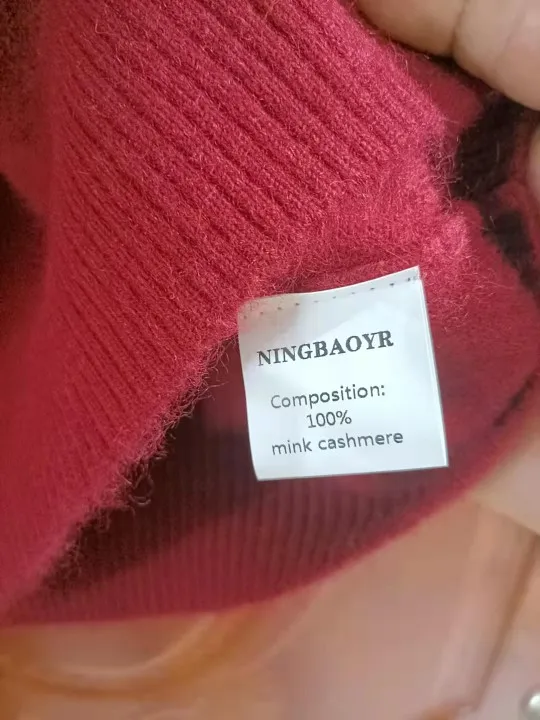 NINGBAOYR
Composition:
100%
mink cashmere